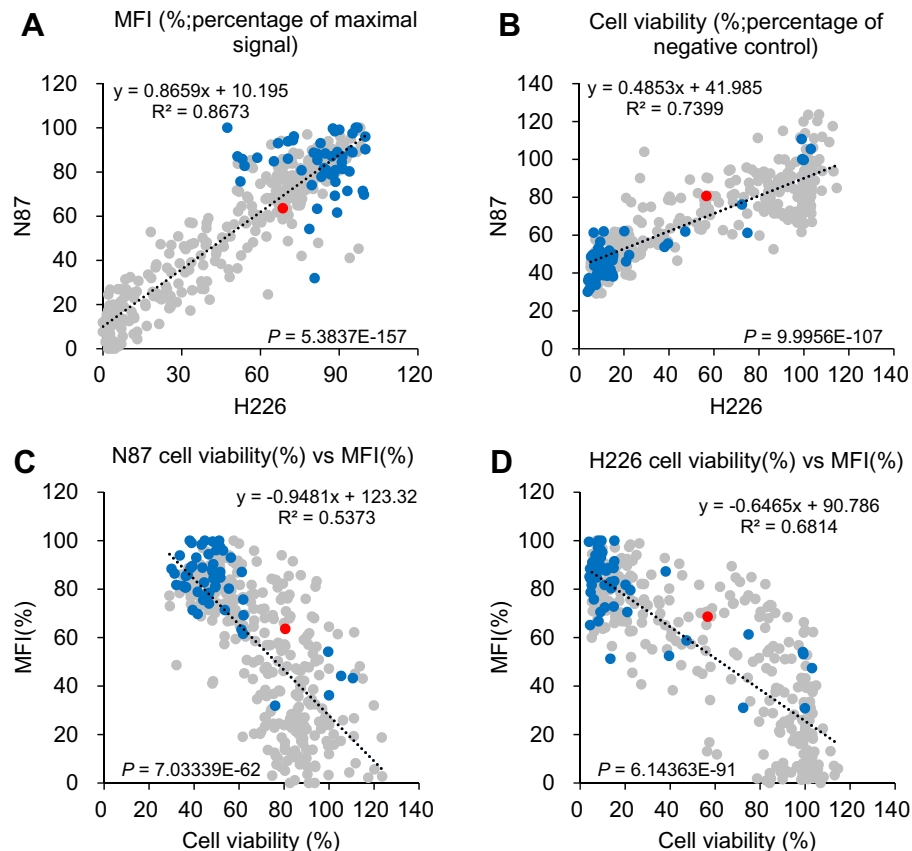 A
MFI (%;percentage of maximal
signal)
120
100
80
60
40
20
0
N87
y = 0.8659x + 10.195
R² = 0.8673
P = 5.3837E-157
0 30 60 90 120
H226
B
Cell viability (%;percentage of
negative control)
140
120
100
80
60
40
20
0
N87
y = 0.4853x + 41.985
R² = 0.7399
P = 9.9956E-107
0 20 40 60 80 100 120 140
H226
C
N87 cell viability(%) vs MFI(%)
120
100
80
60
40
20
0
MFI(%)
y = -0.9481x + 123.32
R² = 0.5373
P = 7.03339E-62
0 20 40 60 80 100 120 140
Cell viability (%)
D
H226 cell viability(%) vs MFI(%)
120
100
80
60
40
20
0
MFI(%)
y = -0.6465x + 90.786
R² = 0.6814
P = 6.14363E-91
0 20 40 60 80 100 120 140
Cell viability (%)